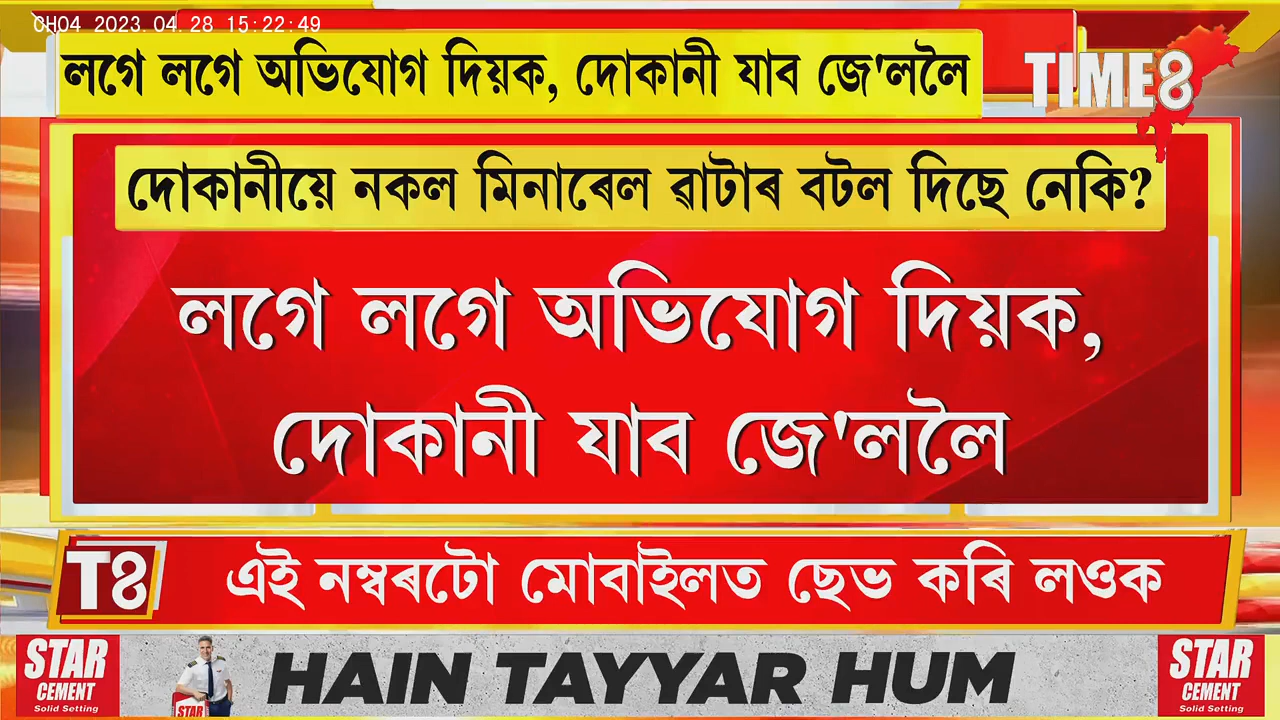 CH04 2023.04.28 15:22:49
লগে লগে অভিযোগ দিয়ক, দোকানী যাব জে'ললৈ
TIME8
দোকানীয়ে নকল মিনাৰেল ৱাটাৰ বটল দিছে নেকি?
লগে লগে অভিযোগ দিয়ক,
দোকানী যাব জে'ললৈ
T8 এই নম্বৰটো মোবাইলত ছেভ কৰি লওক
STAR
CEMENT
Solid Setting
STAR
HAIN TAYYAR HUM
STAR
CEMENT
Solid Setting